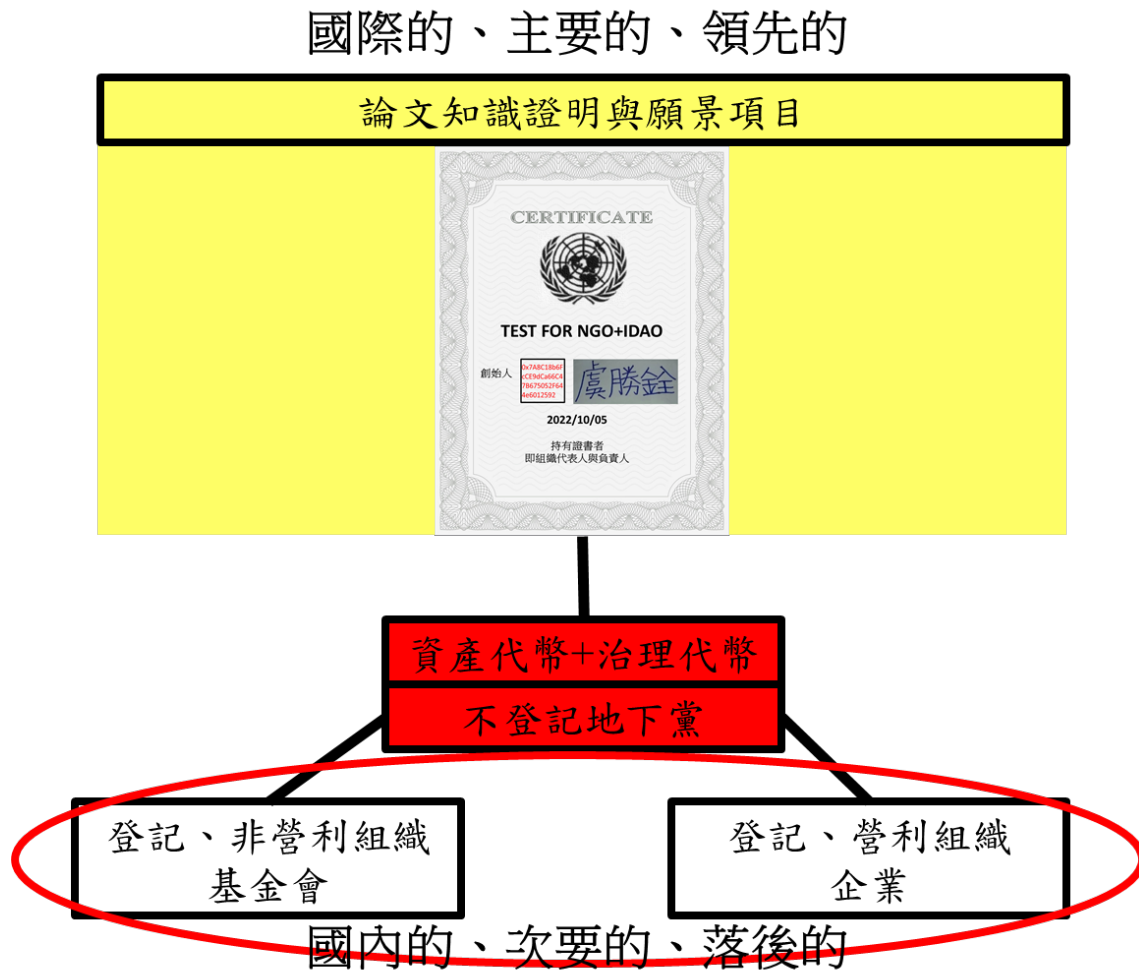 國際的、主要的、領先的
論文知識證明與願景項目
CERTIFICATE
TEST FOR NGO+IDAO
創始人
0x7A8C18b6F
cCE9dCa66C4
7B675052F64
4e6012592
虞勝銓
2022/10/05
持有證書者
即組織代表人與負責人
資產代幣+治理代幣
不登記地下黨
登記、非營利組織
基金會
登記、營利組織
企業
國內的、次要的、落後的